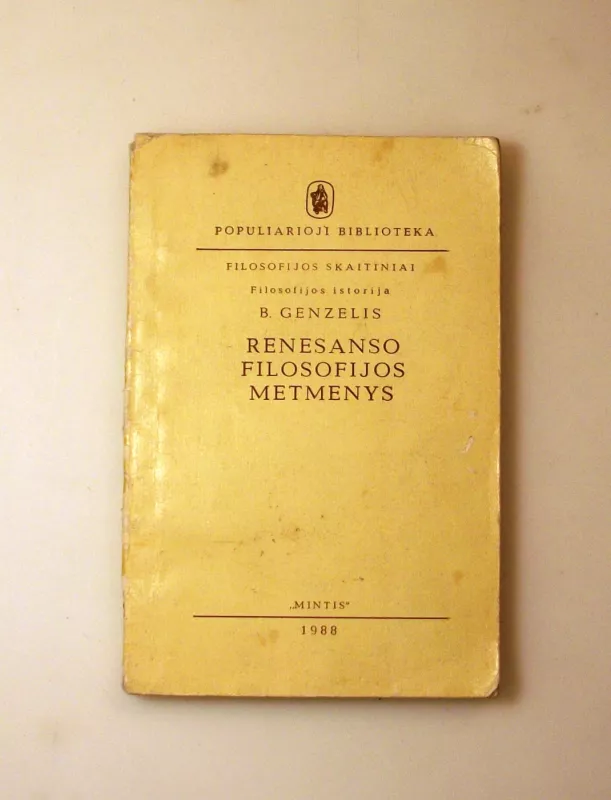 POPULIARIOJI BIBLIOTEKA
FILOSOFIJOS SKAITINIAI
Filosofijos istorija
B. GENZELIS
RENESANSO
FILOSOFIJOS
METMENYS
„MINTIS“
1988